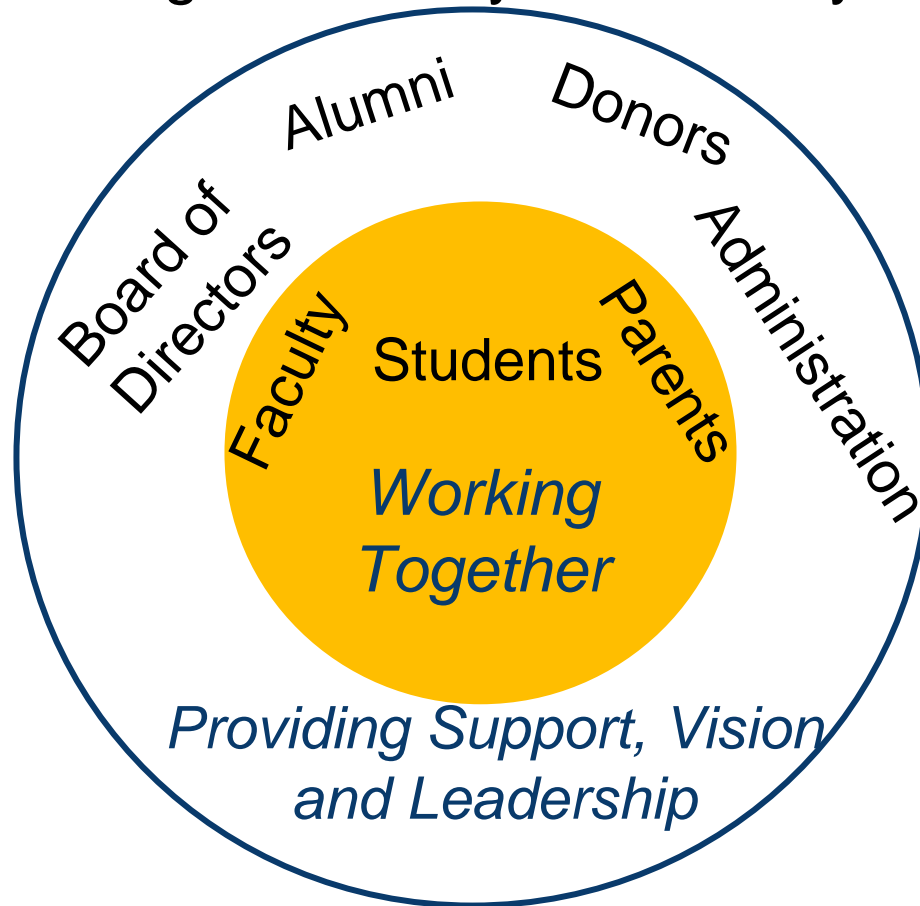 Alumni
Donors
Board of
Directors
Administration
Faculty
Students
Parents
Working
Together
Providing Support, Vision
and Leadership